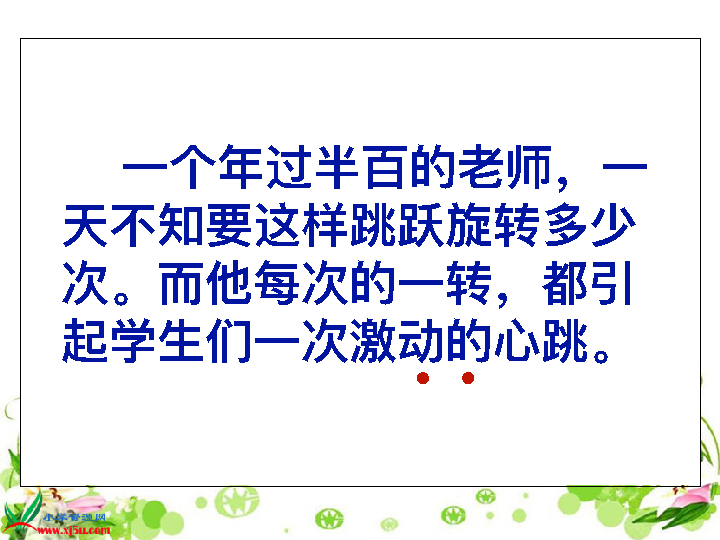 一个年过半百的老师，一
天不知要这样跳跃旋转多少
次。而他每次的一转，都引
起学生们一次激动的心跳。
小学资源网
www.xj5u.com